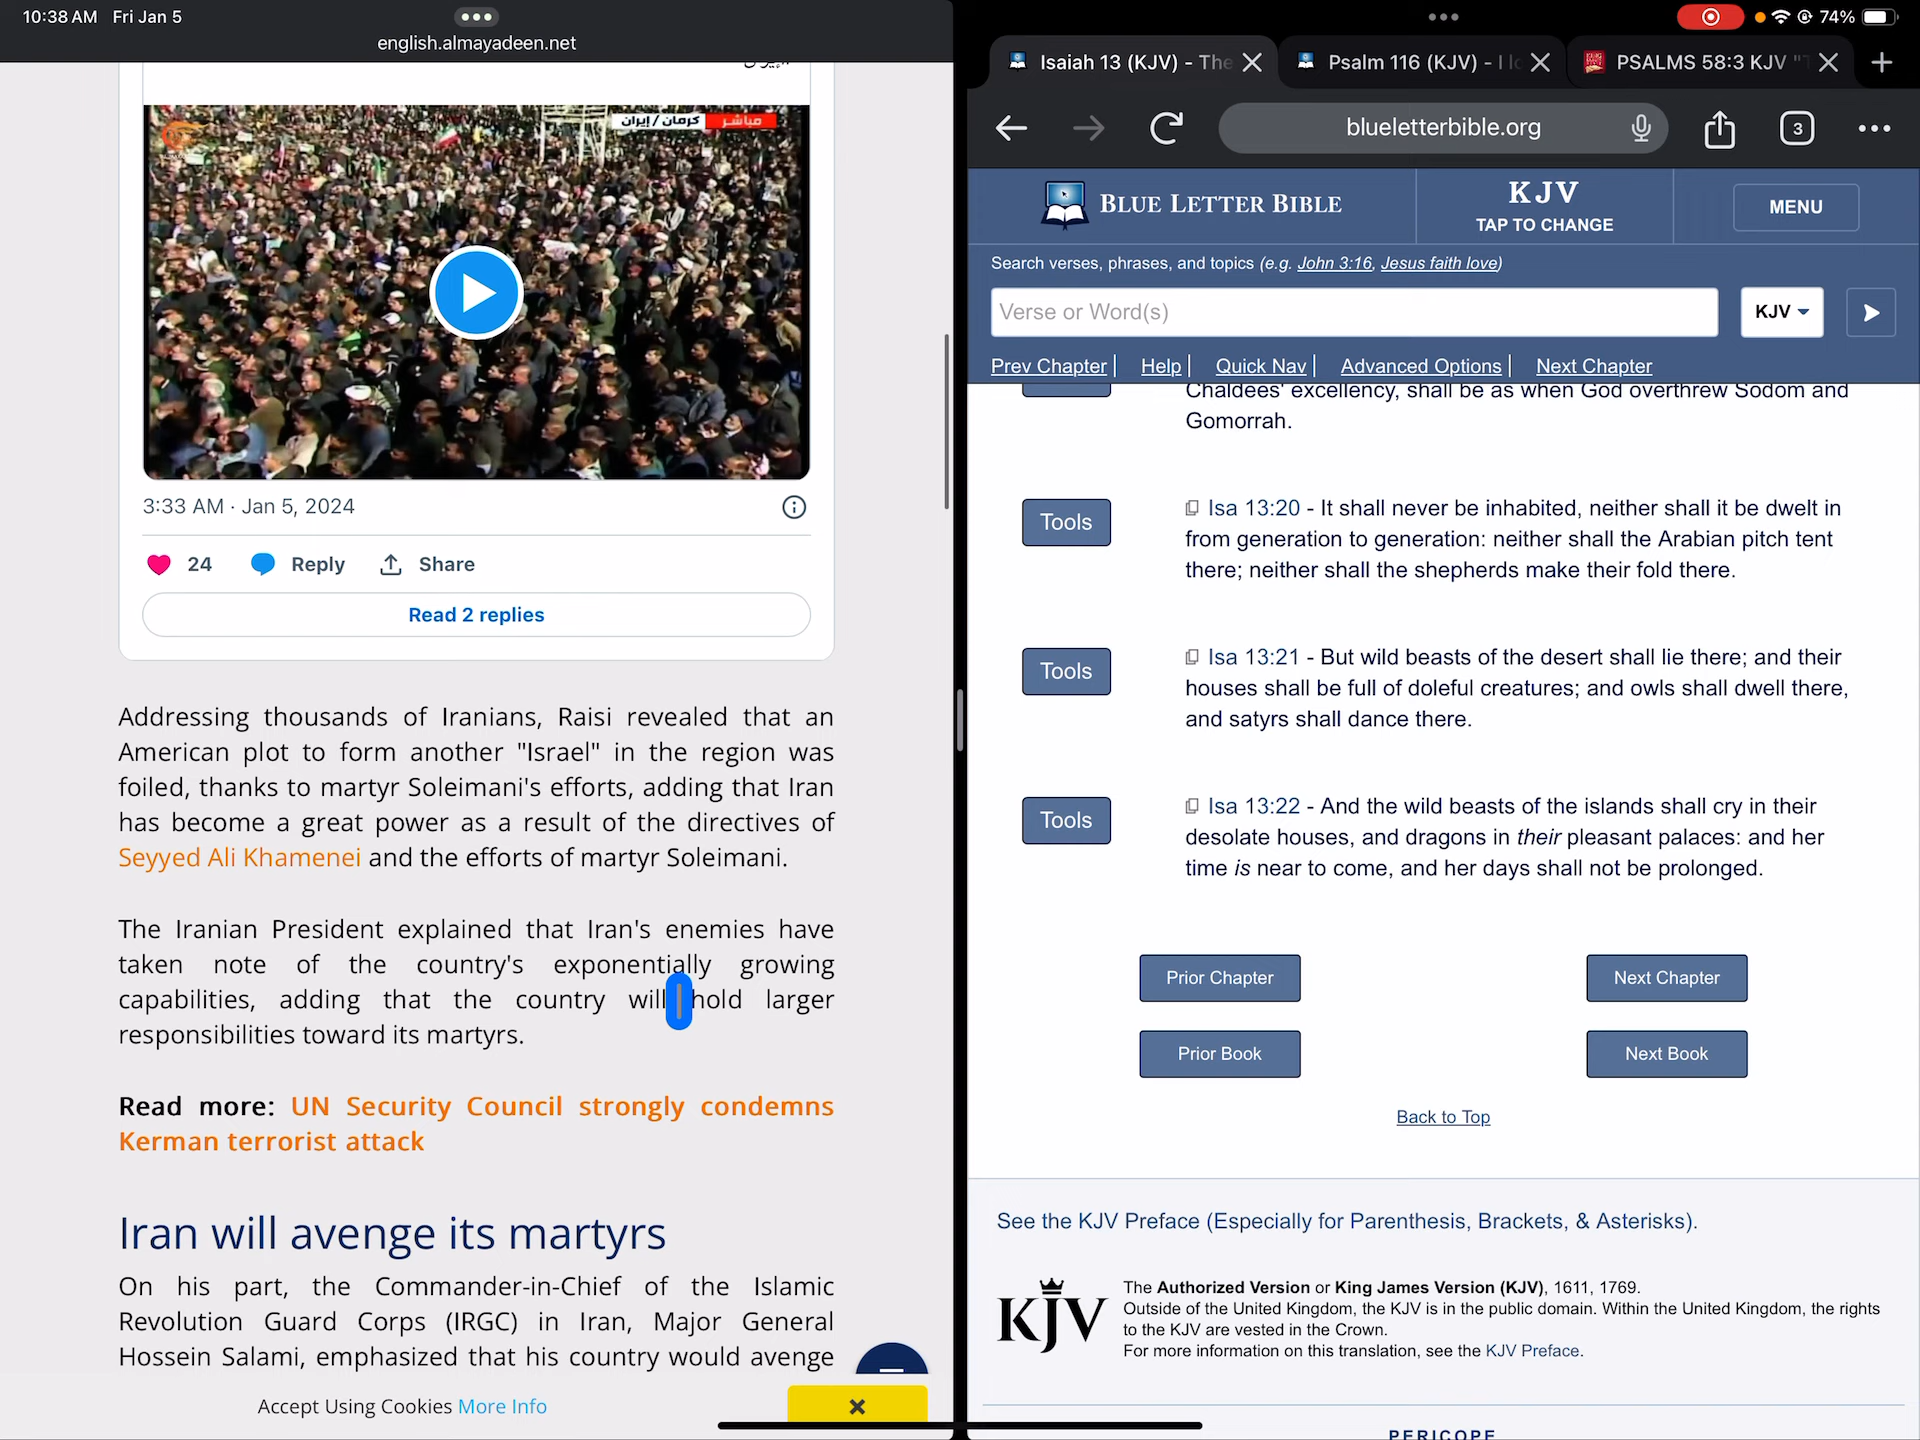 10:38 AM Fri Jan 5
english.almayadeen.net
كرمان / إيران
مباشر
3:33 AM · Jan 5, 2024
24 Reply Share
Read 2 replies
Addressing thousands of Iranians, Raisi revealed that an
American plot to form another "Israel" in the region was
foiled, thanks to martyr Soleimani's efforts, adding that Iran
has become a great power as a result of the directives of
Seyyed Ali Khamenei and the efforts of martyr Soleimani.
The Iranian President explained that Iran's enemies have
taken note of the country's exponentially growing
capabilities, adding that the country will hold larger
responsibilities toward its martyrs.
Read more: UN Security Council strongly condemns
Kerman terrorist attack
Iran will avenge its martyrs
On his part, the Commander-in-Chief of the Islamic
Revolution Guard Corps (IRGC) in Iran, Major General
Hossein Salami, emphasized that his country would avenge
Accept Using Cookies More Info
74%
Isaiah 13 (KJV) - The
Psalm 116 (KJV) - I lo
PSALMS 58:3 KJV "T
blueletterbible.org
3
BLUE LETTER BIBLE
KJV
TAP TO CHANGE
MENU
Search verses, phrases, and topics (e.g. John 3:16, Jesus faith love)
Verse or Word(s)
KJV
Prev Chapter | Help | Quick Nav | Advanced Options | Next Chapter
Chaldees' excellency, shall be as when God overthrew Sodom and
Gomorrah.
Tools
Isa 13:20 - It shall never be inhabited, neither shall it be dwelt in
from generation to generation: neither shall the Arabian pitch tent
there; neither shall the shepherds make their fold there.
Tools
Isa 13:21 - But wild beasts of the desert shall lie there; and their
houses shall be full of doleful creatures; and owls shall dwell there,
and satyrs shall dance there.
Tools
Isa 13:22 - And the wild beasts of the islands shall cry in their
desolate houses, and dragons in their pleasant palaces: and her
time is near to come, and her days shall not be prolonged.
Prior Chapter
Next Chapter
Prior Book
Next Book
Back to Top
See the KJV Preface (Especially for Parenthesis, Brackets, & Asterisks).
KJV
The Authorized Version or King James Version (KJV), 1611, 1769.
Outside of the United Kingdom, the KJV is in the public domain. Within the United Kingdom, the rights
to the KJV are vested in the Crown.
For more information on this translation, see the KJV Preface.
PERICOPE